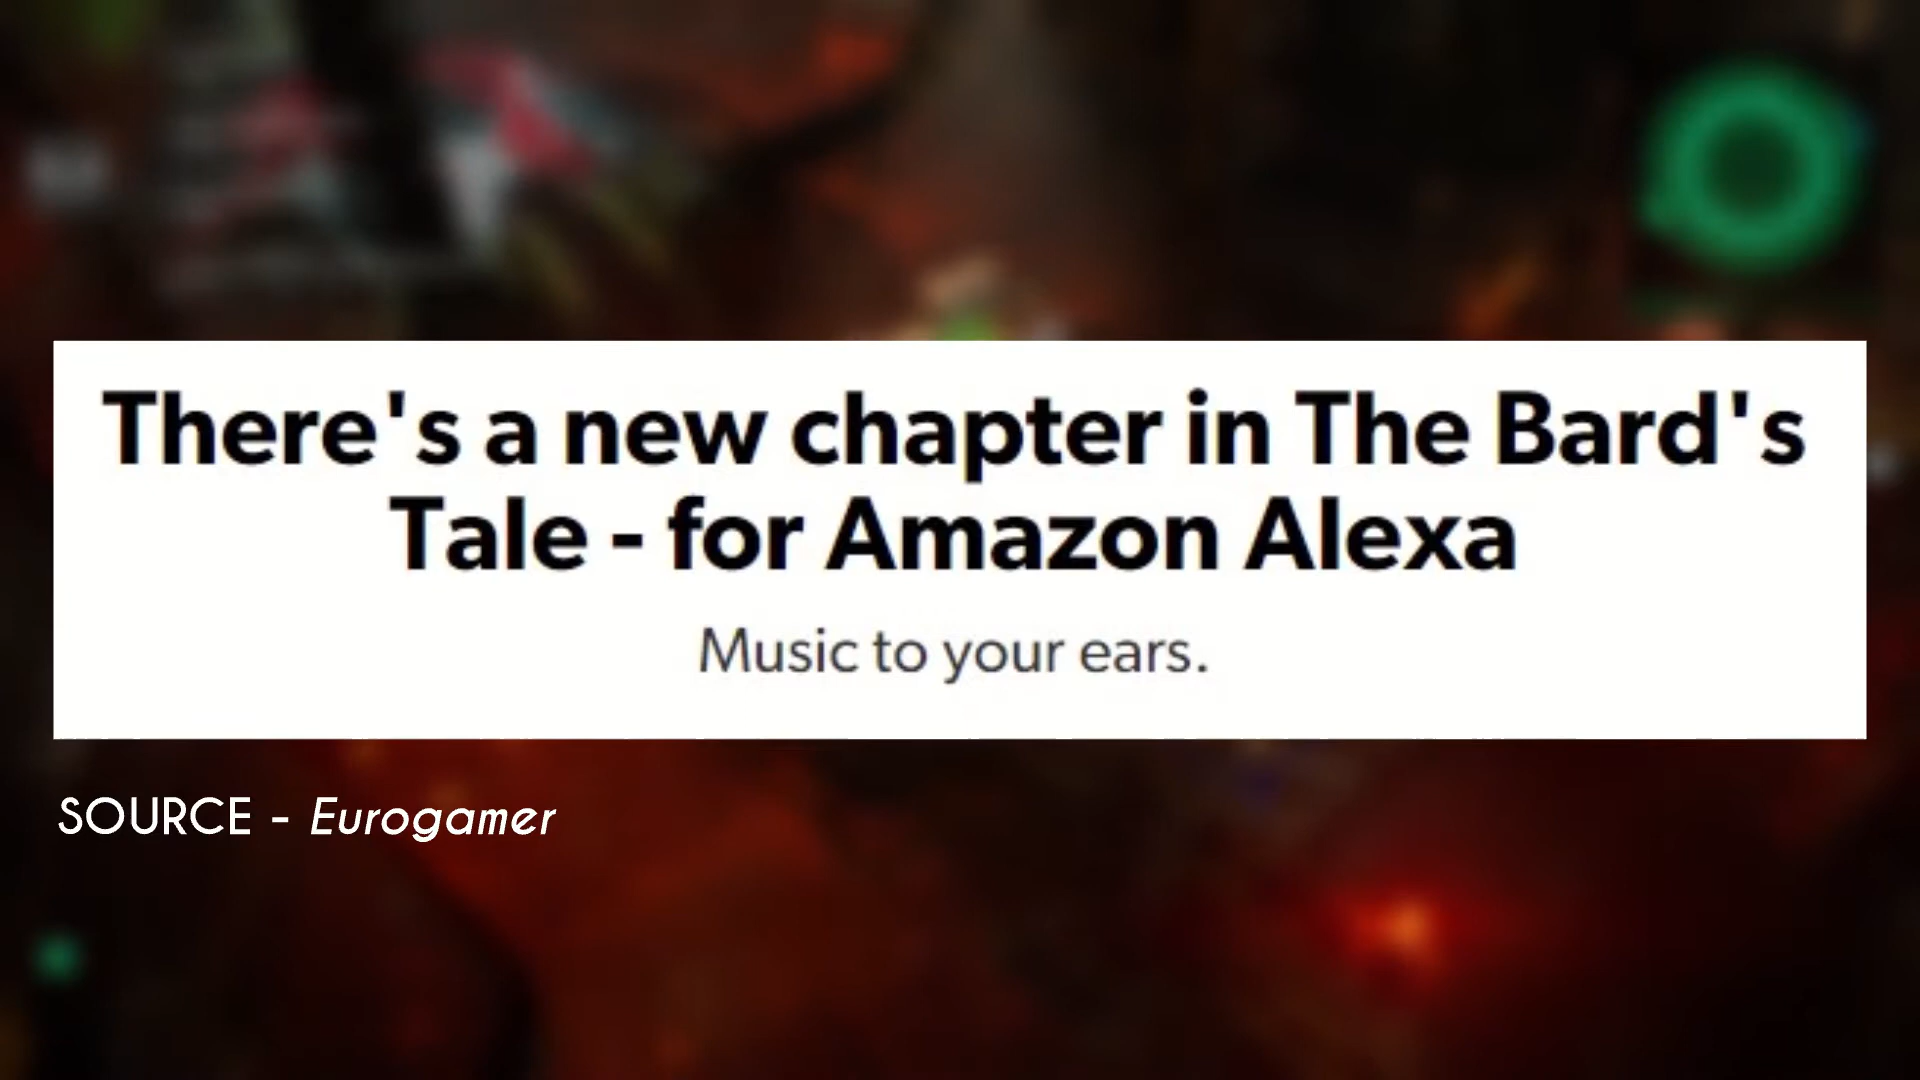 There's a new chapter in The Bard's
Tale - for Amazon Alexa
Music to your ears.
SOURCE - Eurogamer